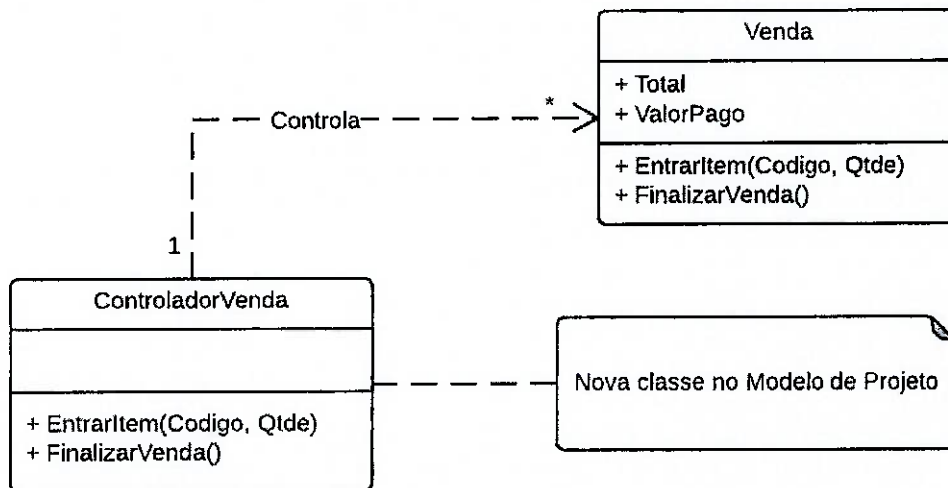 Venda
+ Total
+ ValorPago
+ EntrarItem(Codigo, Qtde)
+ FinalizarVenda()
Controla
*
1
ControladorVenda
+ EntrarItem(Codigo, Qtde)
+ FinalizarVenda()
Nova classe no Modelo de Projeto